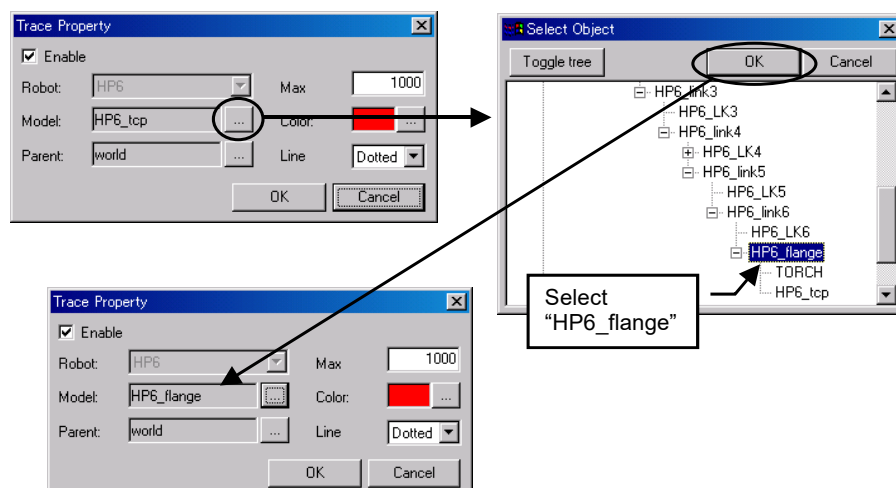 Trace Property
Enable
Robot: HP6 Max 1000
Model: HP6_tcp ... Color: ...
Parent: world ... Line Dotted
OK Cancel
Select Object
Toggle tree OK Cancel
HP6_link3
HP6_LK3
HP6_link4
HP6_LK4
HP6_link5
HP6_LK5
HP6_link6
HP6_LK6
HP6_flange
TORCH
HP6_tcp
Select
“HP6_flange”
Trace Property
Enable
Robot: HP6 Max 1000
Model: HP6_flange ... Color: ...
Parent: world ... Line Dotted
OK Cancel